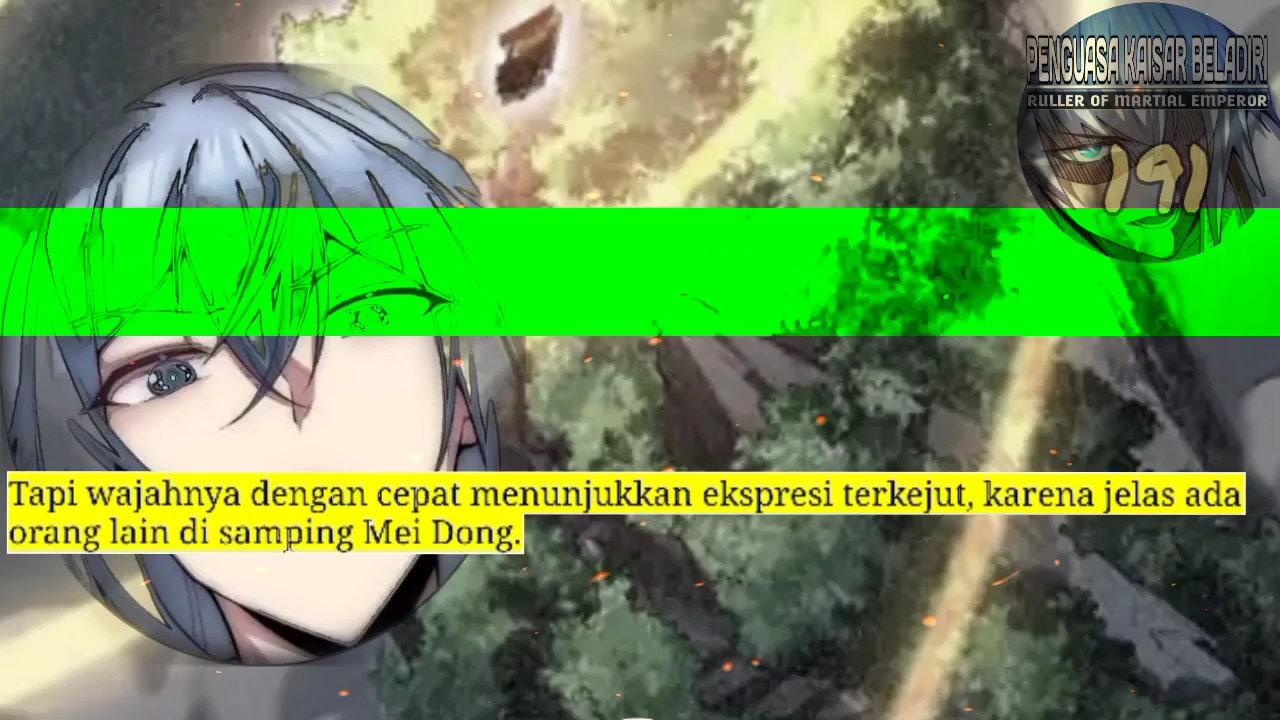 PENGUASA KAISAR BELADIRI
RULLER OF MARTIAL EMPEROR
191
Tapi wajahnya dengan cepat menunjukkan ekspresi terkejut, karena jelas ada
orang lain di samping Mei Dong.